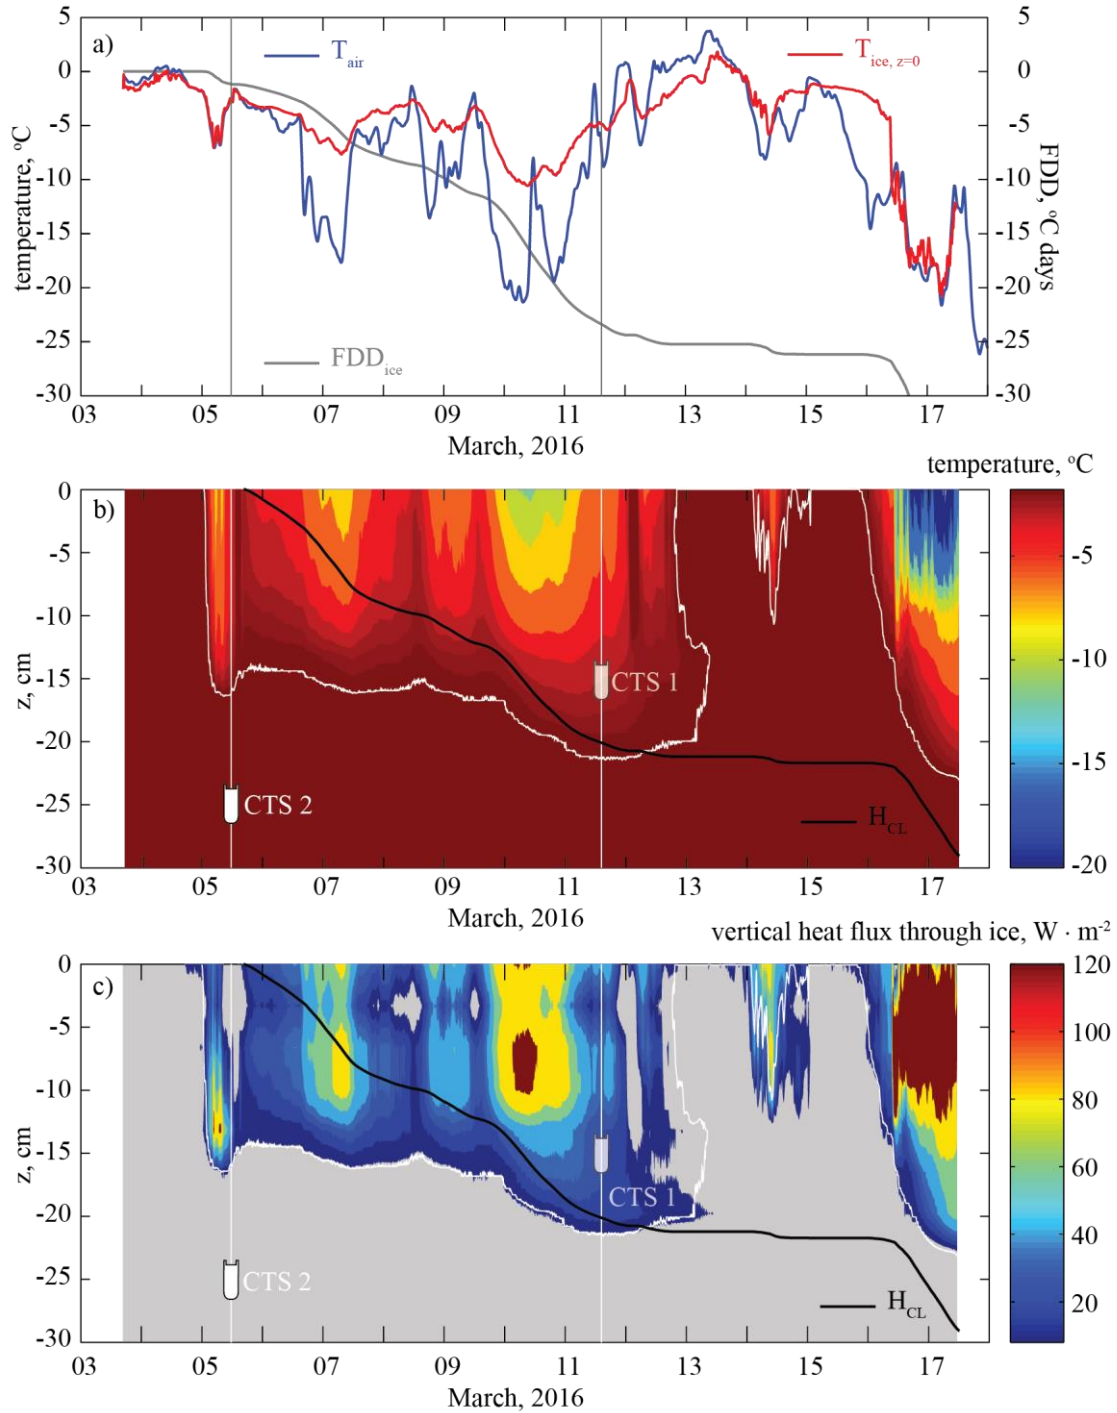 a)
T_air
T_ice, z=0
FDD_ice
5
0
-5
-10
-15
-20
-25
-30
temperature, °C
5
0
-5
-10
-15
-20
-25
-30
FDD, °C days
03 05 07 09 11 13 15 17
March, 2016
temperature, °C
b)
0
-5
-10
-15
-20
-25
-30
z, cm
CTS 1
CTS 2
H_CL
-5
-10
-15
-20
03 05 07 09 11 13 15 17
March, 2016
vertical heat flux through ice, W · m⁻²
c)
0
-5
-10
-15
-20
-25
-30
z, cm
CTS 1
CTS 2
H_CL
120
100
80
60
40
20
03 05 07 09 11 13 15 17
March, 2016